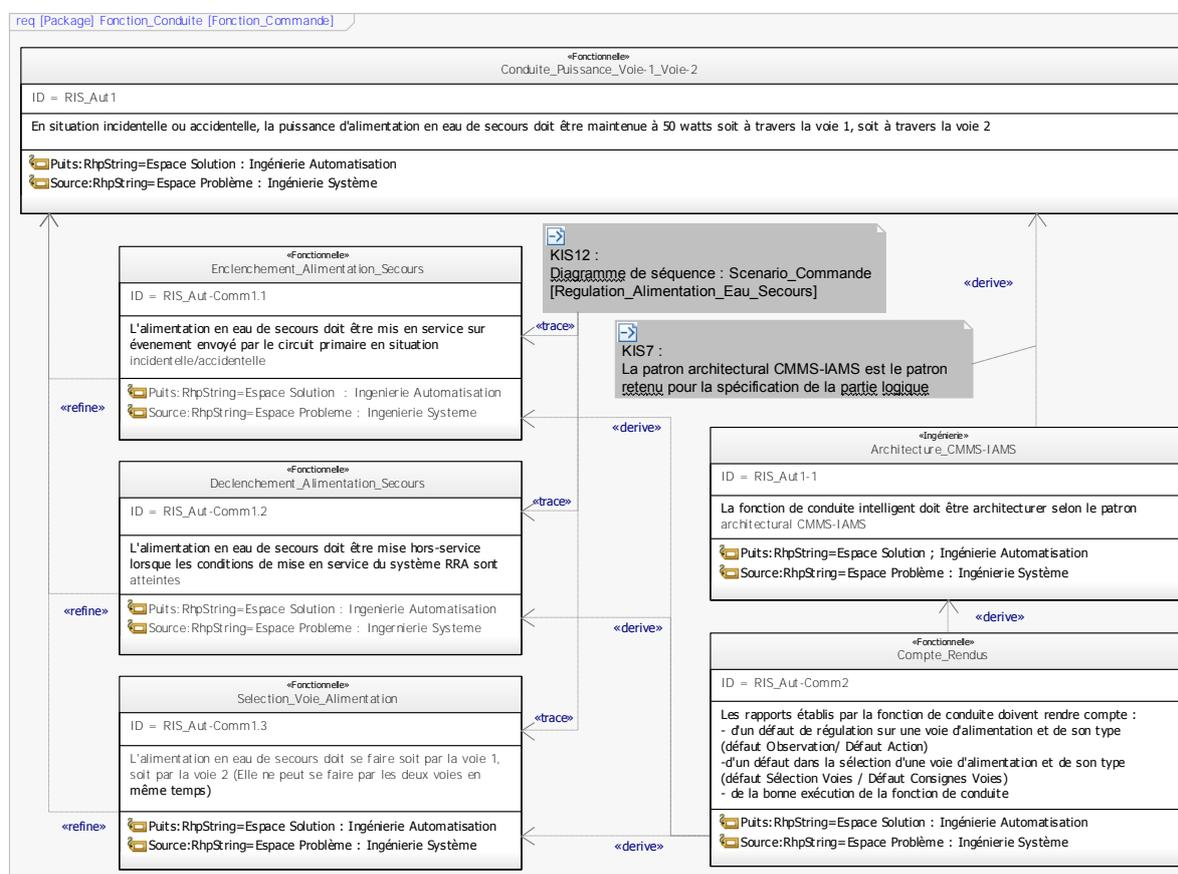 req [Package] Fonction_Conduite [Fonction_Commande]
«Fonctionnelle»
Conduite_Puissance_Voie-1_Voie-2
ID = RIS_Aut1
En situation incidentelle ou accidentelle, la puissance d'alimentation en eau de secours doit être maintenue à 50 watts soit à travers la voie 1, soit à travers la voie 2
Puits:RhpString=Espace Solution : Ingénierie Automatisation
Source:RhpString=Espace Problème : Ingénierie Système
«Fonctionnelle»
Enclenchement_Alimentation_Secours
ID = RIS_Aut-Comm1.1
L'alimentation en eau de secours doit être mis en service sur
évenement envoyé par le circuit primaire en situation
incidentelle/accidentelle
Puits:RhpString=Espace Solution : Ingenierie Automatisation
Source:RhpString=Espace Probleme : Ingenierie Systeme
«refine»
KIS12 :
Diagramme de séquence : Scenario_Commande
[Regulation_Alimentation_Eau_Secours]
«derive»
«trace»
KIS7 :
La patron architectural CMMS-IAMS est le patron
retenu pour la spécification de la partie logique
«derive»
«Ingénierie»
Architecture_CMMS-IAMS
ID = RIS_Aut1-1
La fonction de conduite intelligent doit être architecturer selon le patron
architectural CMMS-IAMS
Puits:RhpString=Espace Solution ; Ingénierie Automatisation
Source:RhpString=Espace Problème : Ingénierie Système
«Fonctionnelle»
Declenchement_Alimentation_Secours
ID = RIS_Aut-Comm1.2
L'alimentation en eau de secours doit être mise hors-service
lorsque les conditions de mise en service du système RRA sont
atteintes
Puits:RhpString=Espace Solution : Ingenierie Automatisation
Source:RhpString=Espace Probleme : Ingernierie Systeme
«trace»
«refine»
«derive»
«derive»
«Fonctionnelle»
Compte_Rendus
ID = RIS_Aut-Comm2
Les rapports établis par la fonction de conduite doivent rendre compte :
- d'un défaut de régulation sur une voie d'alimentation et de son type
(défaut Observation/ Défaut Action)
-d'un défaut dans la sélection d'une voie d'alimentation et de son type
(défaut Sélection Voies / Défaut Consignes Voies)
- de la bonne exécution de la fonction de conduite
Puits:RhpString=Espace Solution : Ingénierie Automatisation
Source:RhpString=Espace Problème : Ingénierie Système
«Fonctionnelle»
Selection_Voie_Alimentation
ID = RIS_Aut-Comm1.3
L'alimentation en eau de secours doit se faire soit par la voie 1,
soit par la voie 2 (Elle ne peut se faire par les deux voies en
même temps)
Puits:RhpString=Espace Solution : Ingénierie Automatisation
Source:RhpString=Espace Problème : Ingénierie Système
«trace»
«refine»
«derive»